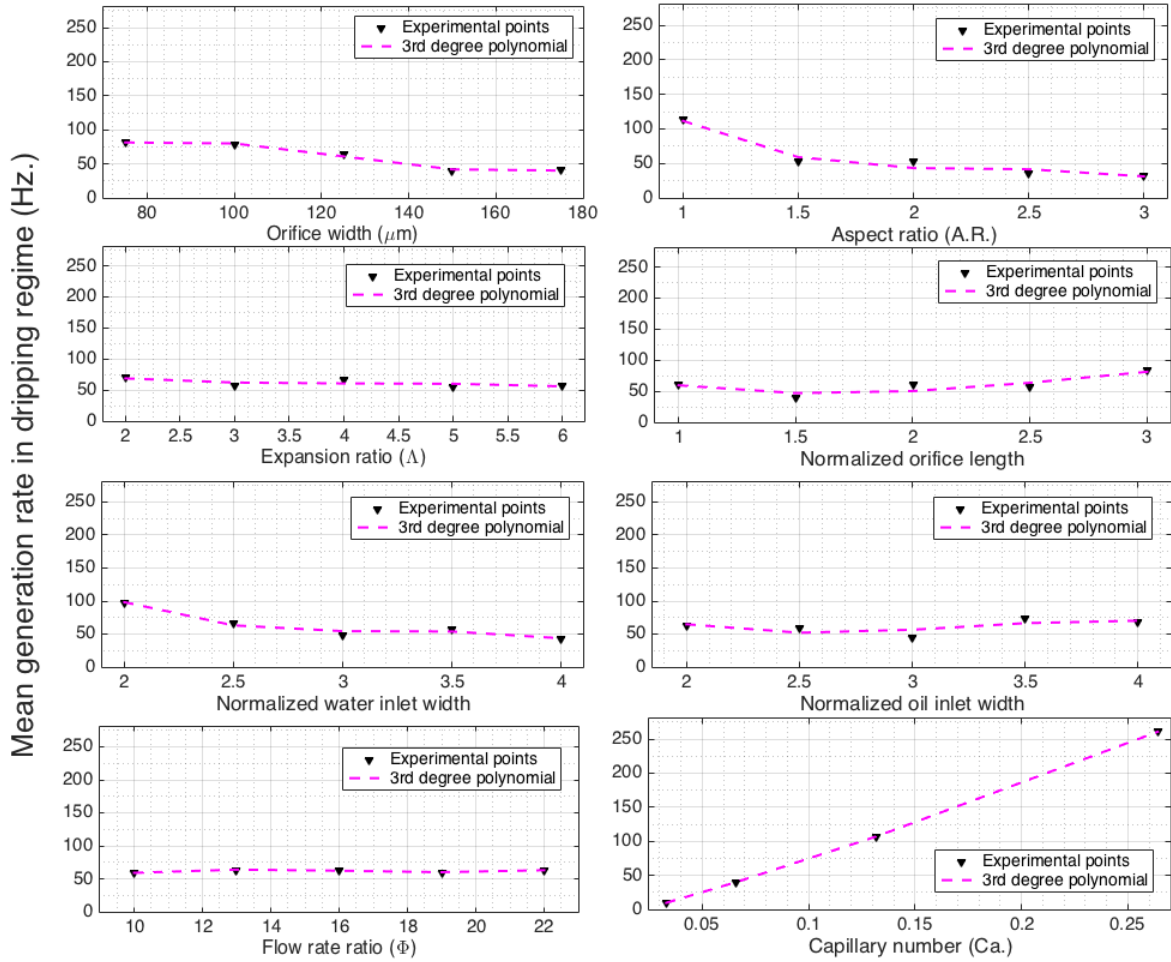 Mean generation rate in dripping regime (Hz.)
250
200
150
100
50
0
Experimental points
3rd degree polynomial
80 100 120 140 160 180
Orifice width (μm)
250
200
150
100
50
0
Experimental points
3rd degree polynomial
1 1.5 2 2.5 3
Aspect ratio (A.R.)
250
200
150
100
50
0
Experimental points
3rd degree polynomial
2 2.5 3 3.5 4 4.5 5 5.5 6
Expansion ratio (Λ)
250
200
150
100
50
0
Experimental points
3rd degree polynomial
1 1.5 2 2.5 3
Normalized orifice length
250
200
150
100
50
0
Experimental points
3rd degree polynomial
2 2.5 3 3.5 4
Normalized water inlet width
250
200
150
100
50
0
Experimental points
3rd degree polynomial
2 2.5 3 3.5 4
Normalized oil inlet width
250
200
150
100
50
0
Experimental points
3rd degree polynomial
10 12 14 16 18 20 22
Flow rate ratio (Φ)
250
200
150
100
50
0
Experimental points
3rd degree polynomial
0.05 0.1 0.15 0.2 0.25
Capillary number (Ca.)